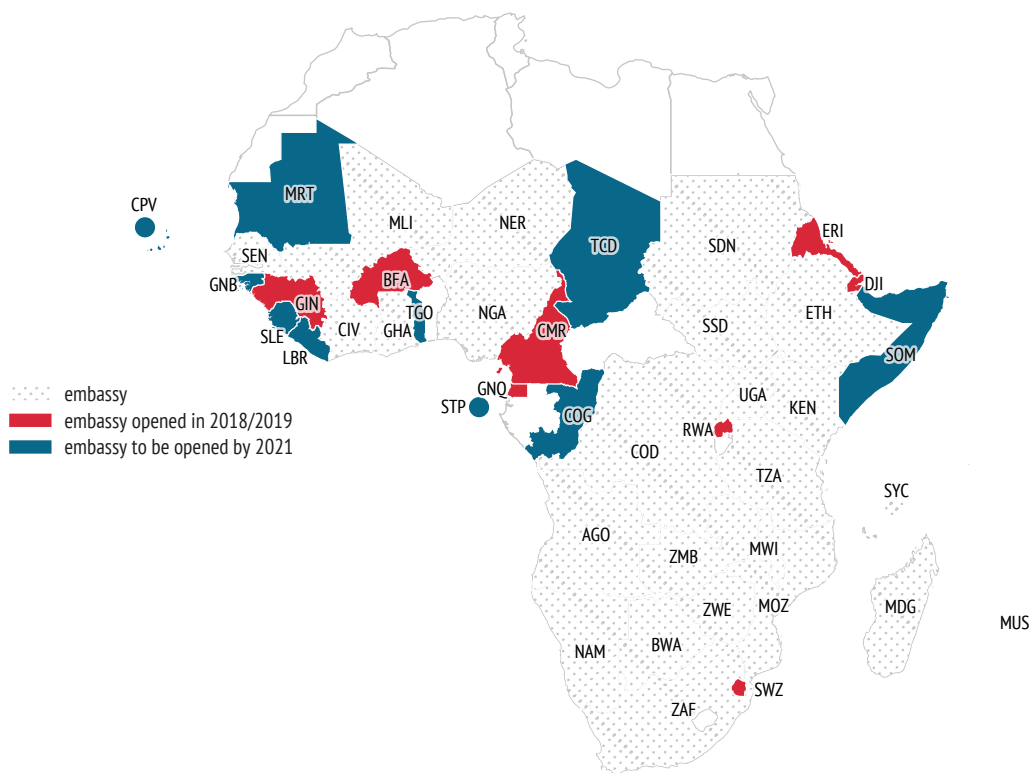 MRT
CPV
MLI
NER
ERI
TCD
SDN
SEN
BFA
DJI
GNB
GIN
TGO
NGA
ETH
SLE
CIV
GHA
CMR
SSD
LBR
SOM
GNQ
embassy
UGA
STP
KEN
embassy opened in 2018/2019
COG
RWA
embassy to be opened by 2021
COD
TZA
SYC
AGO
ZMB
MWI
ZWE
MOZ
MDG
MUS
NAM
BWA
SWZ
ZAF